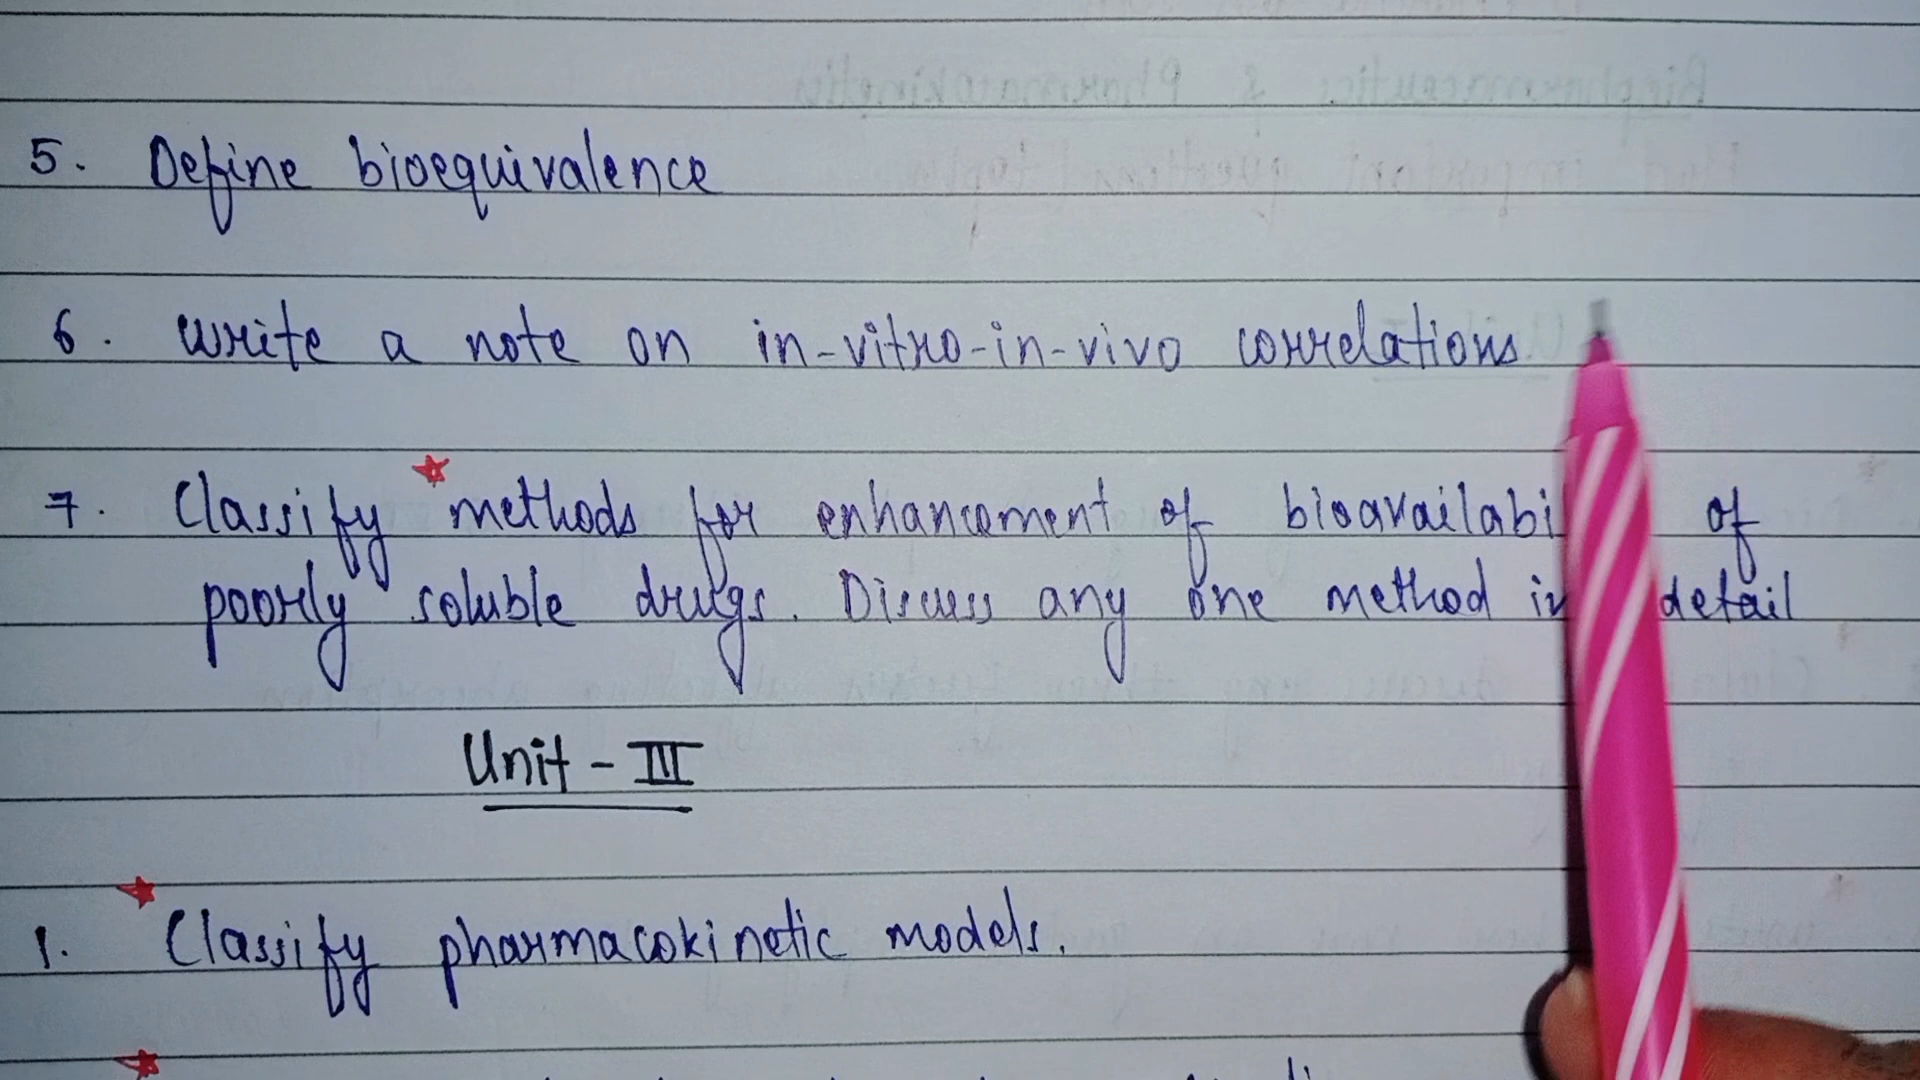 5. Define bioequivalence
6. Write a note on in-vitro-in-vivo correlations
7. Classify methods for enhancement of bioavailabi of
poorly soluble drugs. Discuss any one method in detail
Unit - III
1. Classify pharmacokinetic models.